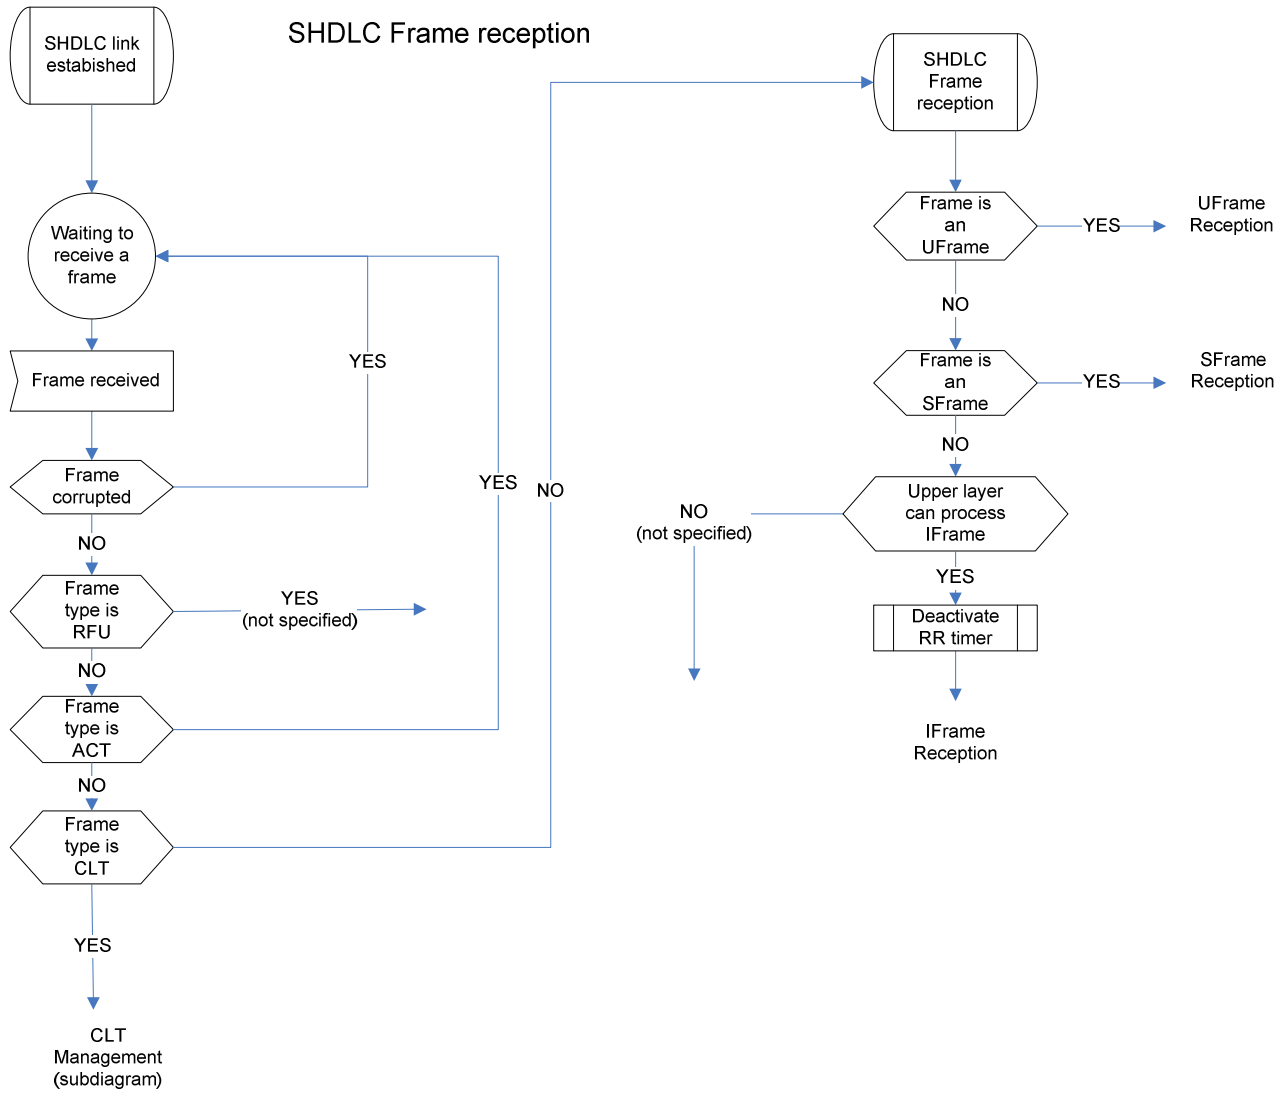 SHDLC Frame reception
SHDLC link
estabished
Waiting to
receive a
frame
Frame received
YES
Frame
corrupted
NO
Frame
type is
RFU
YES
(not specified)
NO
Frame
type is
ACT
YES
NO
Frame
type is
CLT
NO
YES
CLT
Management
(subdiagram)
SHDLC
Frame
reception
Frame is
an
UFrame
YES
UFrame
Reception
NO
Frame is
an
SFrame
YES
SFrame
Reception
NO
Upper layer
can process
IFrame
NO
(not specified)
YES
Deactivate
RR timer
IFrame
Reception